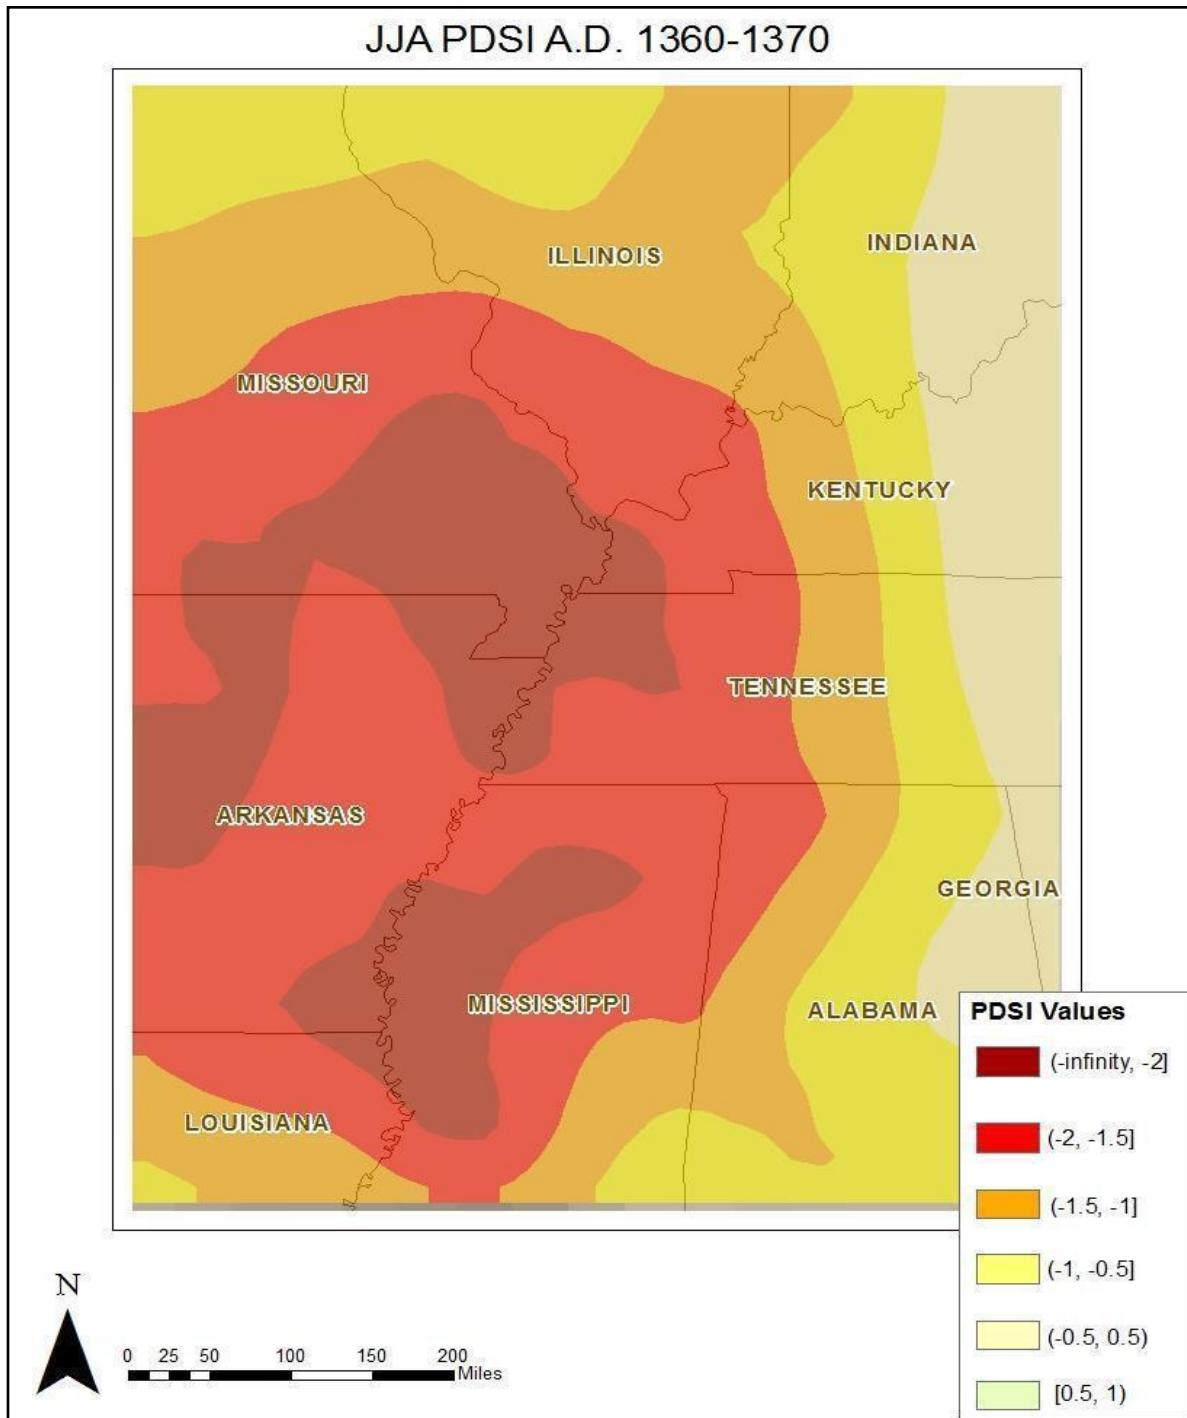 JJA PDSI A.D. 1360-1370
INDIANA
ILLINOIS
MISSOURI
KENTUCKY
TENNESSEE
ARKANSAS
GEORGIA
MISSISSIPPI
ALABAMA
LOUISIANA
PDSI Values
(-infinity, -2]
(-2, -1.5]
(-1.5, -1]
(-1, -0.5]
(-0.5, 0.5)
[0.5, 1)
N
0 25 50 100 150 200
Miles